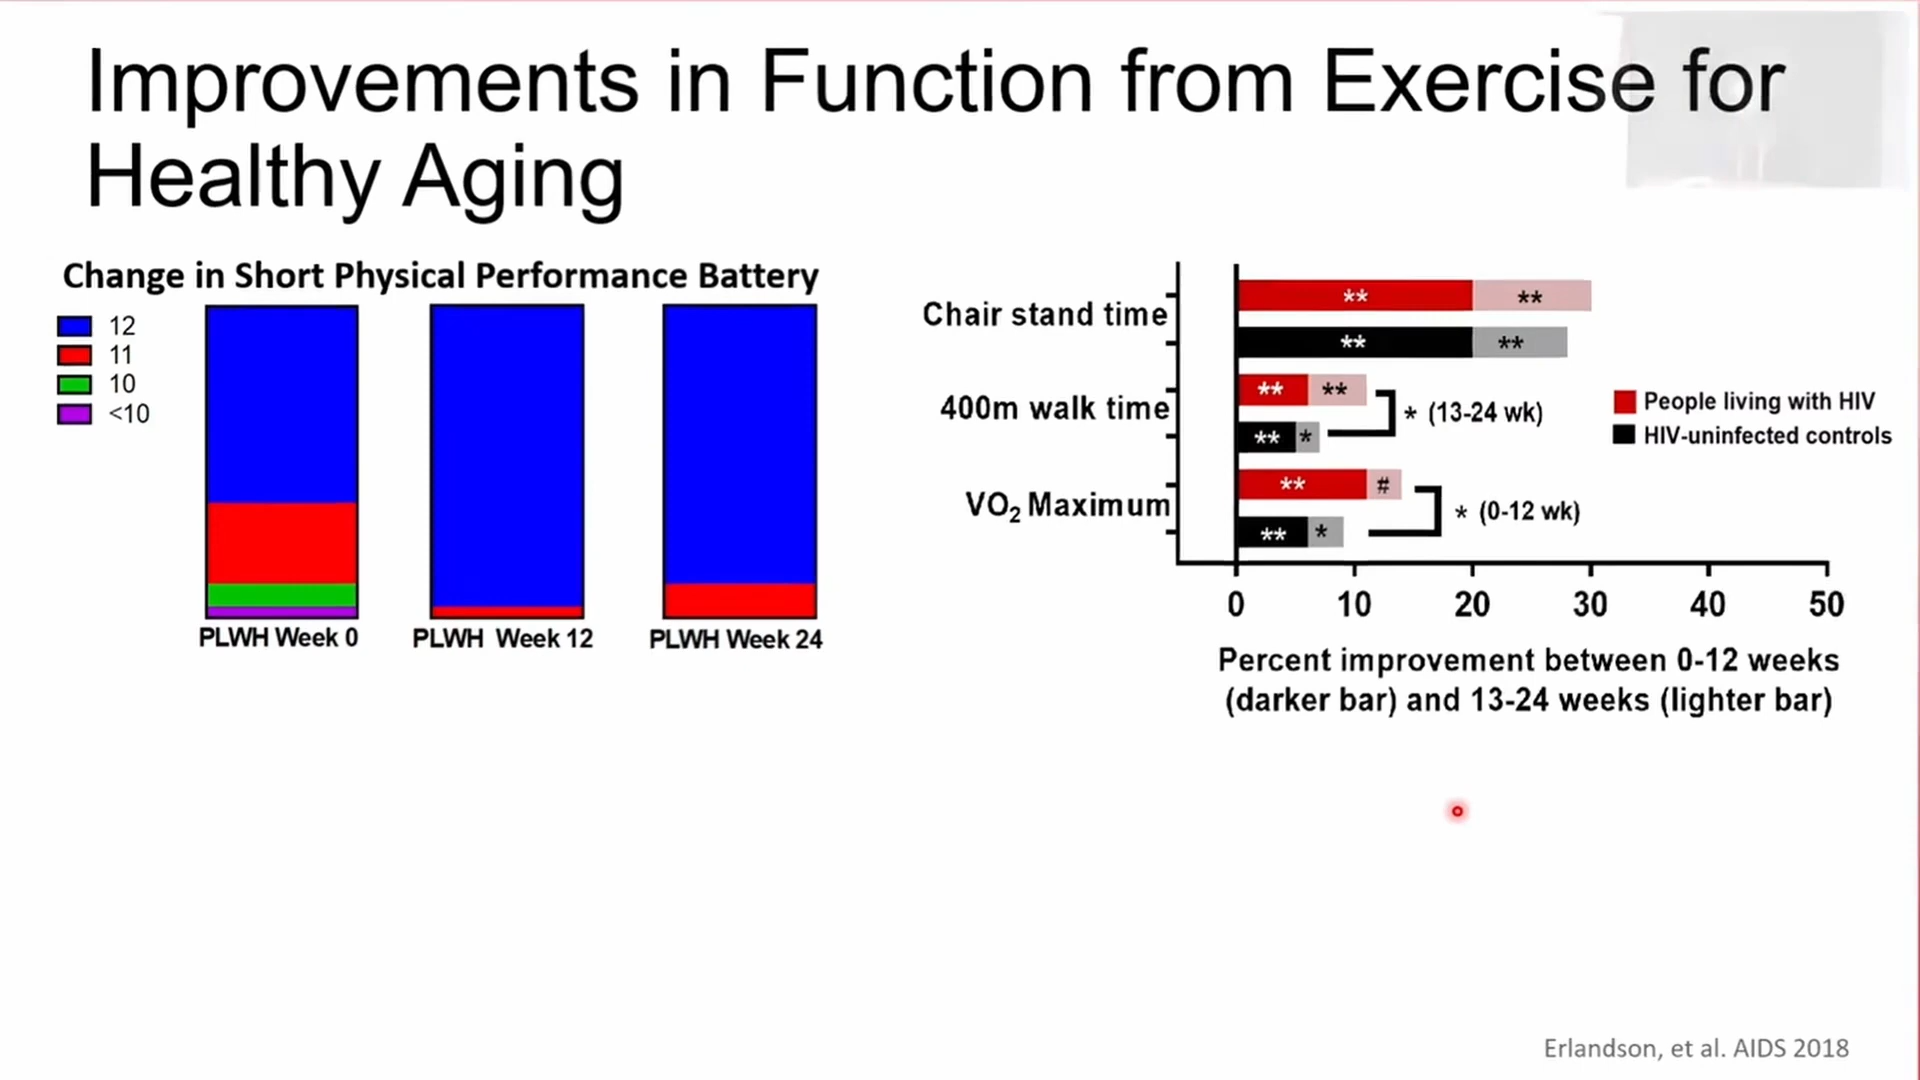 Improvements in Function from Exercise for
Healthy Aging
Change in Short Physical Performance Battery
12
11
10
<10
PLWH Week 0
PLWH Week 12
PLWH Week 24
Chair stand time
** **
** **
400m walk time
** **
** *
* (13-24 wk)
VO₂ Maximum
** #
** *
* (0-12 wk)
People living with HIV
HIV-uninfected controls
0 10 20 30 40 50
Percent improvement between 0-12 weeks
(darker bar) and 13-24 weeks (lighter bar)
Erlandson, et al. AIDS 2018